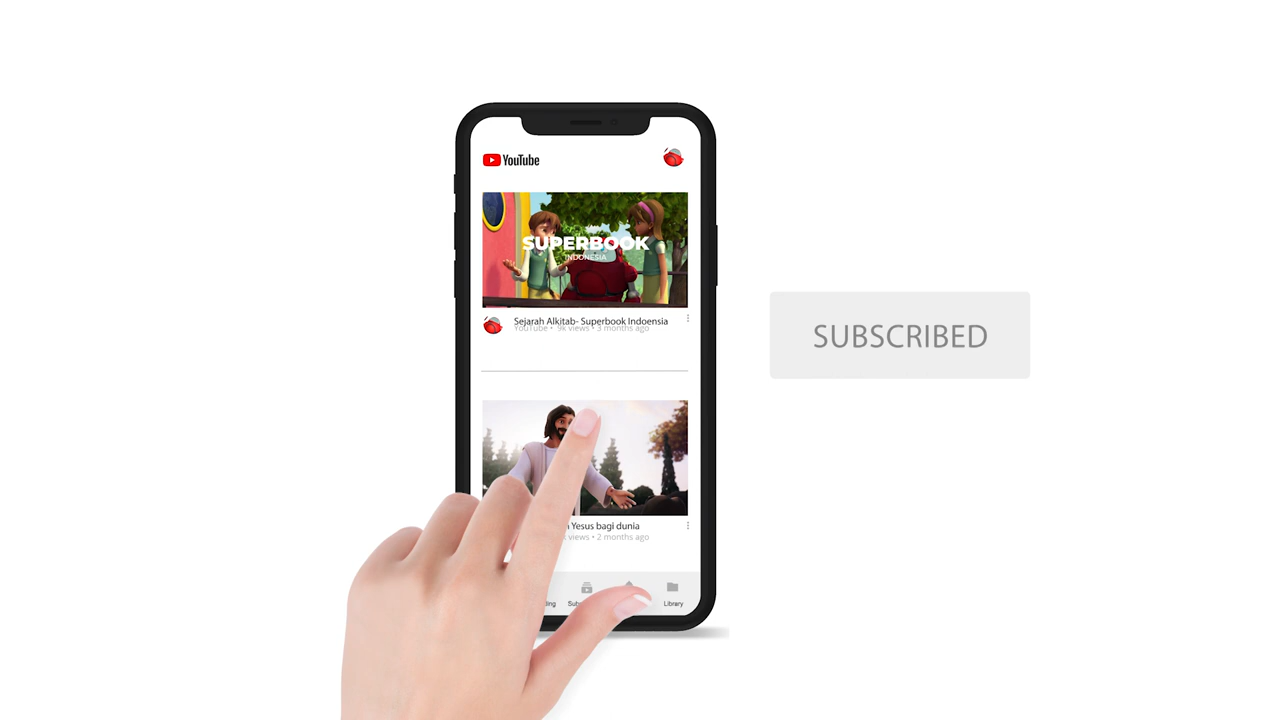 YouTube
SUPERBOOK
INDONESIA
Sejarah Alkitab- Superbook Indoensia
YouTube • 9k views • 3 months ago
SUBSCRIBED
Yesus bagi dunia
views • 2 months ago
Library